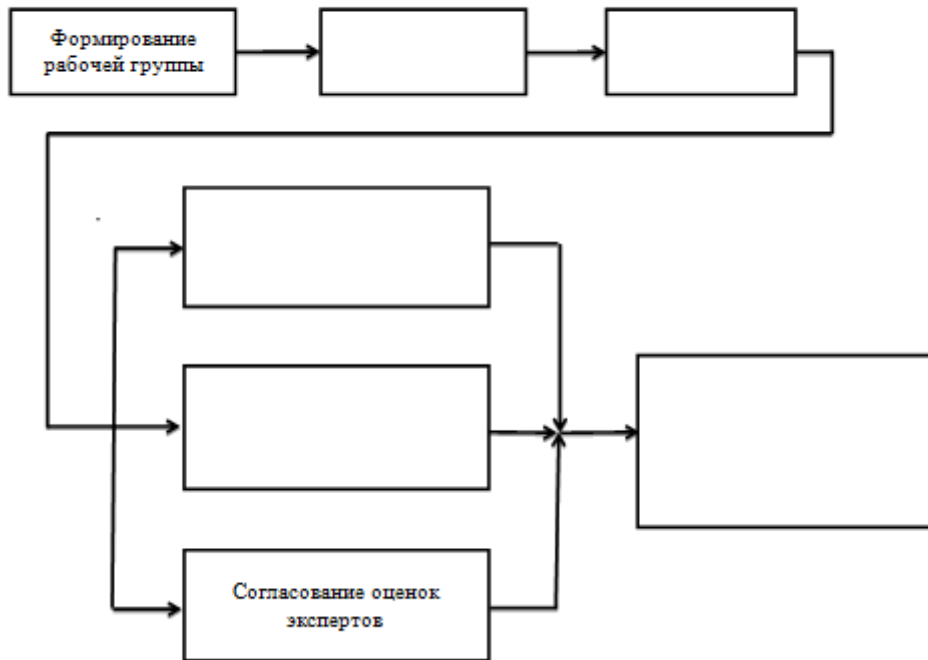 Формирование
рабочей группы
Согласование оценок
экспертов